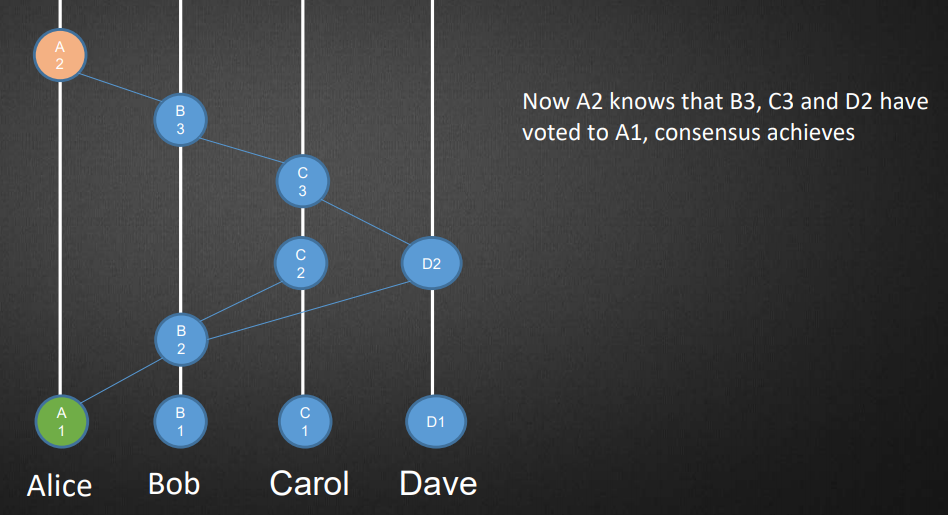 A
2
B
3
Now A2 knows that B3, C3 and D2 have
voted to A1, consensus achieves
C
3
C
2
D2
B
2
A
1
B
1
C
1
D1
Alice
Bob
Carol
Dave